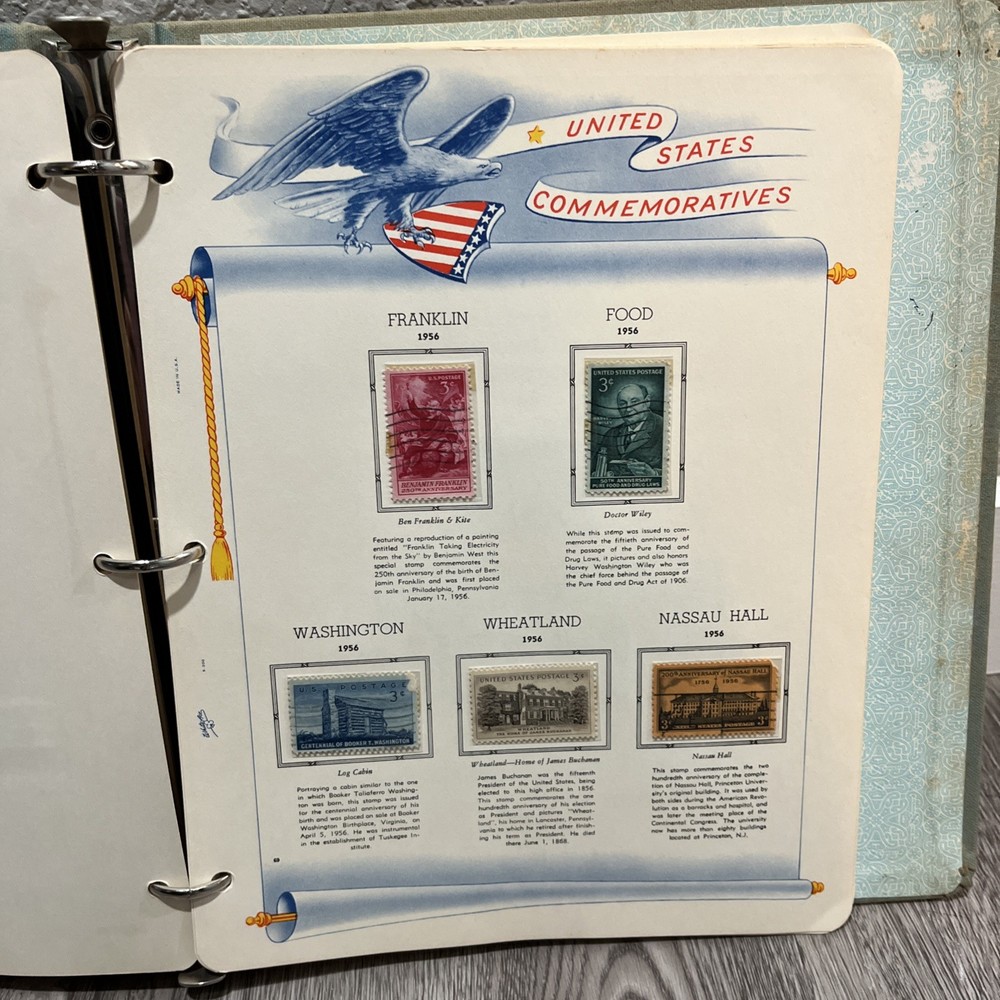 UNITED
STATES
COMMEMORATIVES
FRANKLIN
1956
U.S. POSTAGE
3¢
BENJAMIN FRANKLIN
250TH ANNIVERSARY
Ben Franklin & Kite
Featuring a reproduction of a painting
entitled "Franklin Taking Electricity
from the Sky" by Benjamin West this
special stamp commemorates the
250th anniversary of the birth of Ben-
jamin Franklin and was first placed
on sale in Philadelphia, Pennsylvania
January 17, 1956.
FOOD
1956
UNITED STATES POSTAGE
3¢
HARVEY W.
WILEY
50TH ANNIVERSARY
PURE FOOD AND DRUG LAWS
Doctor Wiley
While this stamp was issued to com-
memorate the fiftieth anniversary of
the passage of the Pure Food and
Drug Laws, it pictures and also honors
Harvey Washington Wiley who was
the chief force behind the passage of
the Pure Food and Drug Act of 1906.
WASHINGTON
1956
U.S. POSTAGE
3¢
CENTENNIAL OF BOOKER T. WASHINGTON
Log Cabin
Portraying a cabin similar to the one
in which Booker Taliaferro Washing-
ton was born, this stamp was issued
for the centennial anniversary of his
birth and was placed on sale at Booker
Washington Birthplace, Virginia, on
April 5, 1956. He was instrumental
in the establishment of Tuskegee In-
stitute.
WHEATLAND
1956
UNITED STATES POSTAGE 3¢
WHEATLAND
THE HOME OF JAMES BUCHANAN
Wheatland—Home of James Buchanan
James Buchanan was the fifteenth
President of the United States, being
elected to this high office in 1856.
This stamp commemorates the one
hundredth anniversary of his election
as President and pictures "Wheat-
land", his home in Lancaster, Pennsyl-
vania to which he retired after finish-
ing his term as President. He died
there June 1, 1868.
NASSAU HALL
1956
200TH ANNIVERSARY of NASSAU HALL
1756 1956
3¢ U.S. POSTAGE 3¢
Nassau Hall
This stamp commemorates the two
hundredth anniversary of the comple-
tion of Nassau Hall, Princeton Univer-
sity's original building. It was used by
both sides during the American Revo-
lution as a barracks and hospital, and
was later the meeting place of the
Continental Congress. The university
now has more than eighty buildings
located at Princeton, N.J.
MADE IN U.S.A.
69